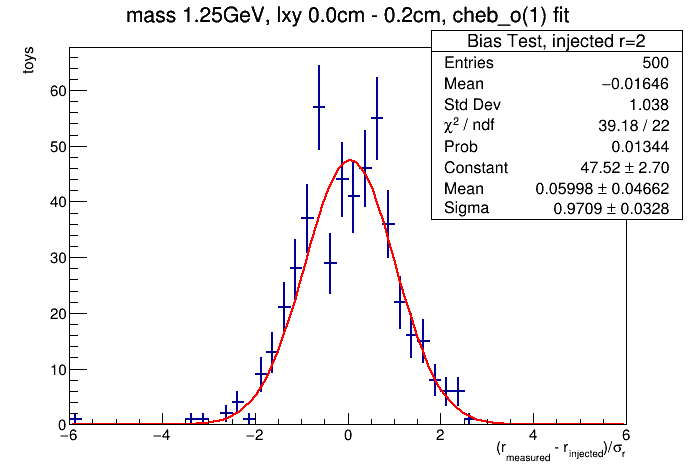 mass 1.25GeV, lxy 0.0cm - 0.2cm, cheb_o(1) fit
toys
Bias Test, injected r=2
Entries 500
Mean −0.01646
Std Dev 1.038
χ² / ndf 39.18 / 22
Prob 0.01344
Constant 47.52 ± 2.70
Mean 0.05998 ± 0.04662
Sigma 0.9709 ± 0.0328
60
50
40
30
20
10
0
−6 −4 −2 0 2 4 6
(r_measured - r_injected)/σ_r